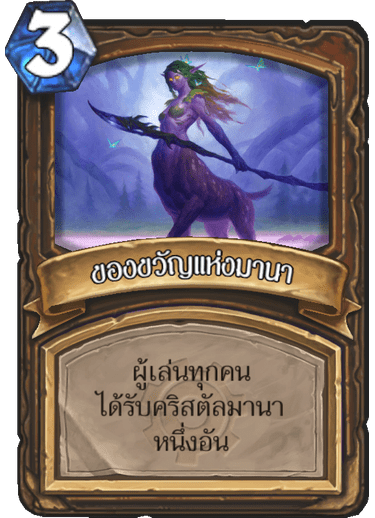 3
ของขวัญแห่งมานา
ผู้เล่นทุกคน
ได้รับคริสตัลมานา
หนึ่งอัน